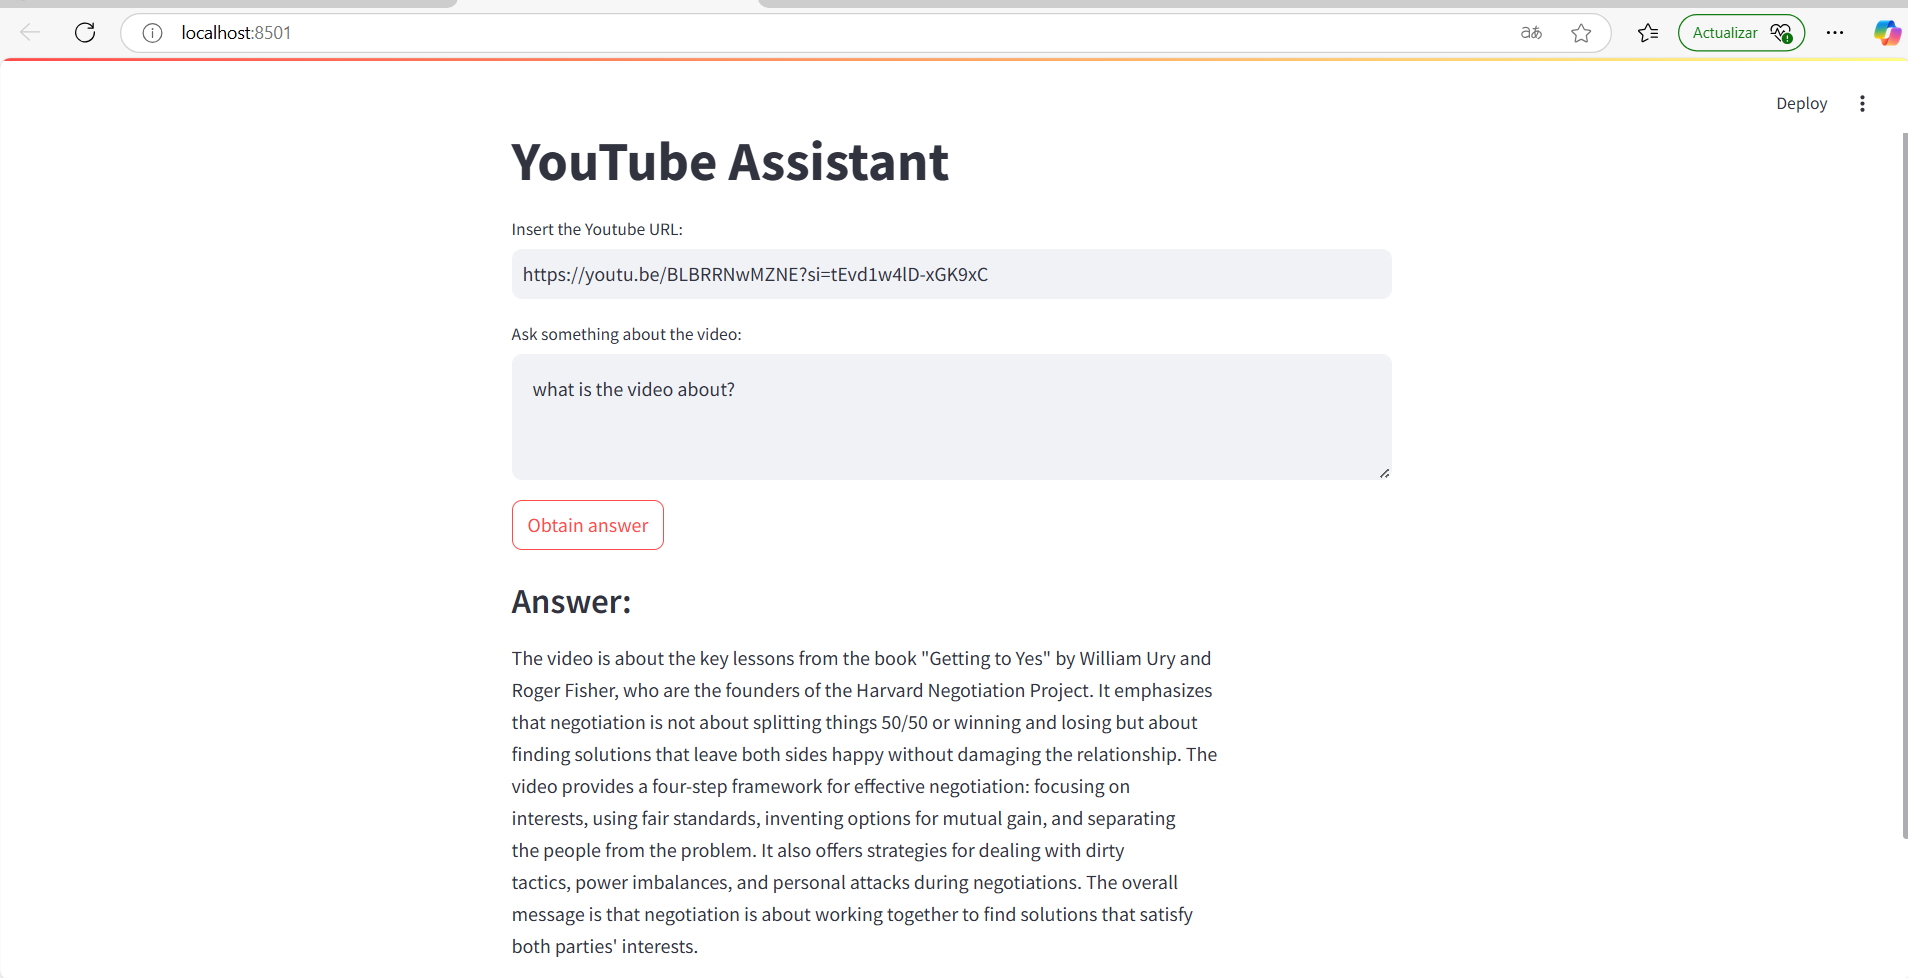 localhost:8501
aあ
Actualizar
Deploy
YouTube Assistant
Insert the Youtube URL:
https://youtu.be/BLBRRNwMZNE?si=tEvd1w4lD-xGK9xC
Ask something about the video:
what is the video about?
Obtain answer
Answer:
The video is about the key lessons from the book "Getting to Yes" by William Ury and
Roger Fisher, who are the founders of the Harvard Negotiation Project. It emphasizes
that negotiation is not about splitting things 50/50 or winning and losing but about
finding solutions that leave both sides happy without damaging the relationship. The
video provides a four-step framework for effective negotiation: focusing on
interests, using fair standards, inventing options for mutual gain, and separating
the people from the problem. It also offers strategies for dealing with dirty
tactics, power imbalances, and personal attacks during negotiations. The overall
message is that negotiation is about working together to find solutions that satisfy
both parties' interests.